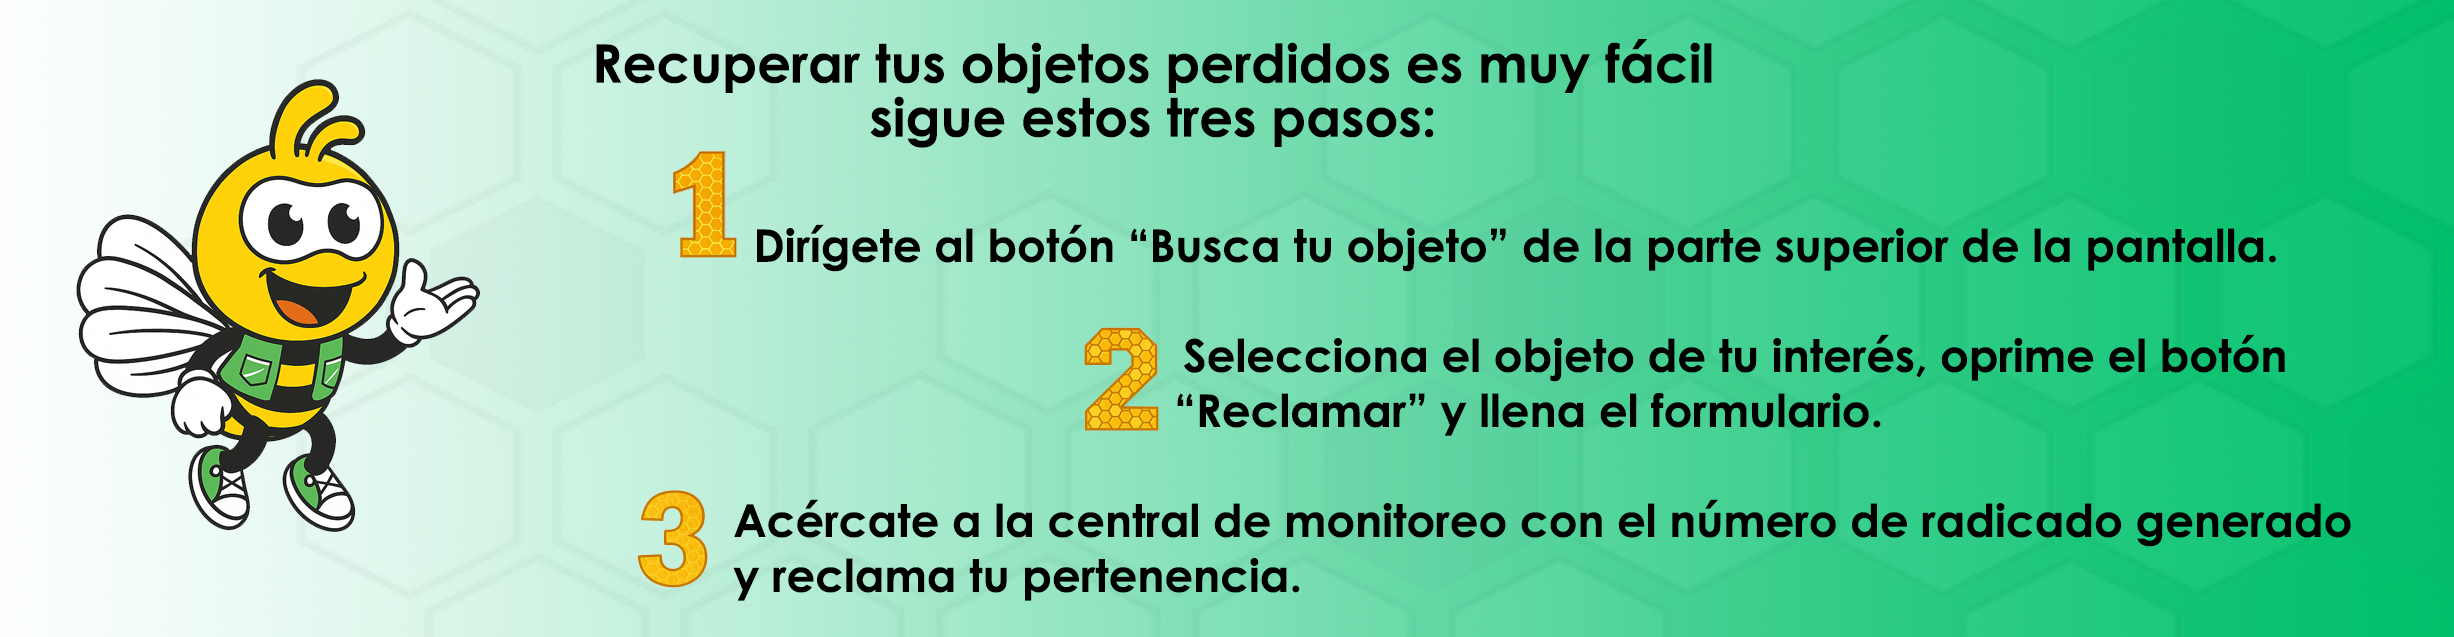 Recuperar tus objetos perdidos es muy fácil
sigue estos tres pasos:
1 Dirígete al botón “Busca tu objeto” de la parte superior de la pantalla.
2 Selecciona el objeto de tu interés, oprime el botón
“Reclamar” y llena el formulario.
3 Acércate a la central de monitoreo con el número de radicado generado
y reclama tu pertenencia.